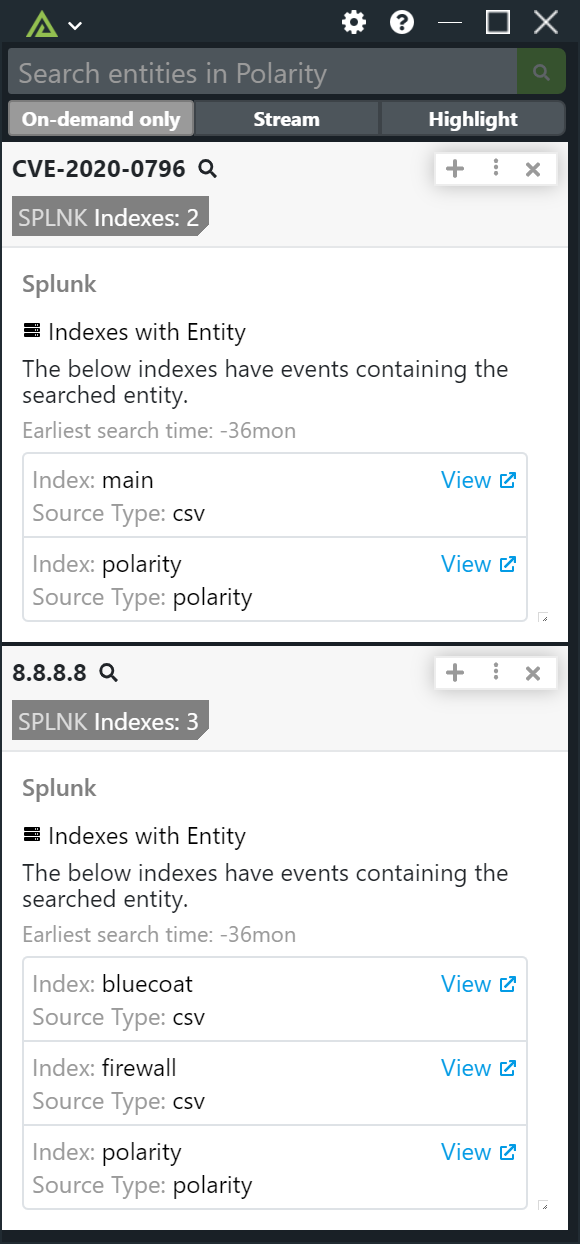 Search entities in Polarity
On-demand only Stream Highlight
CVE-2020-0796
SPLNK Indexes: 2
Splunk
Indexes with Entity
The below indexes have events containing the
searched entity.
Earliest search time: -36mon
Index: main View
Source Type: csv
Index: polarity View
Source Type: polarity
8.8.8.8
SPLNK Indexes: 3
Splunk
Indexes with Entity
The below indexes have events containing the
searched entity.
Earliest search time: -36mon
Index: bluecoat View
Source Type: csv
Index: firewall View
Source Type: csv
Index: polarity View
Source Type: polarity